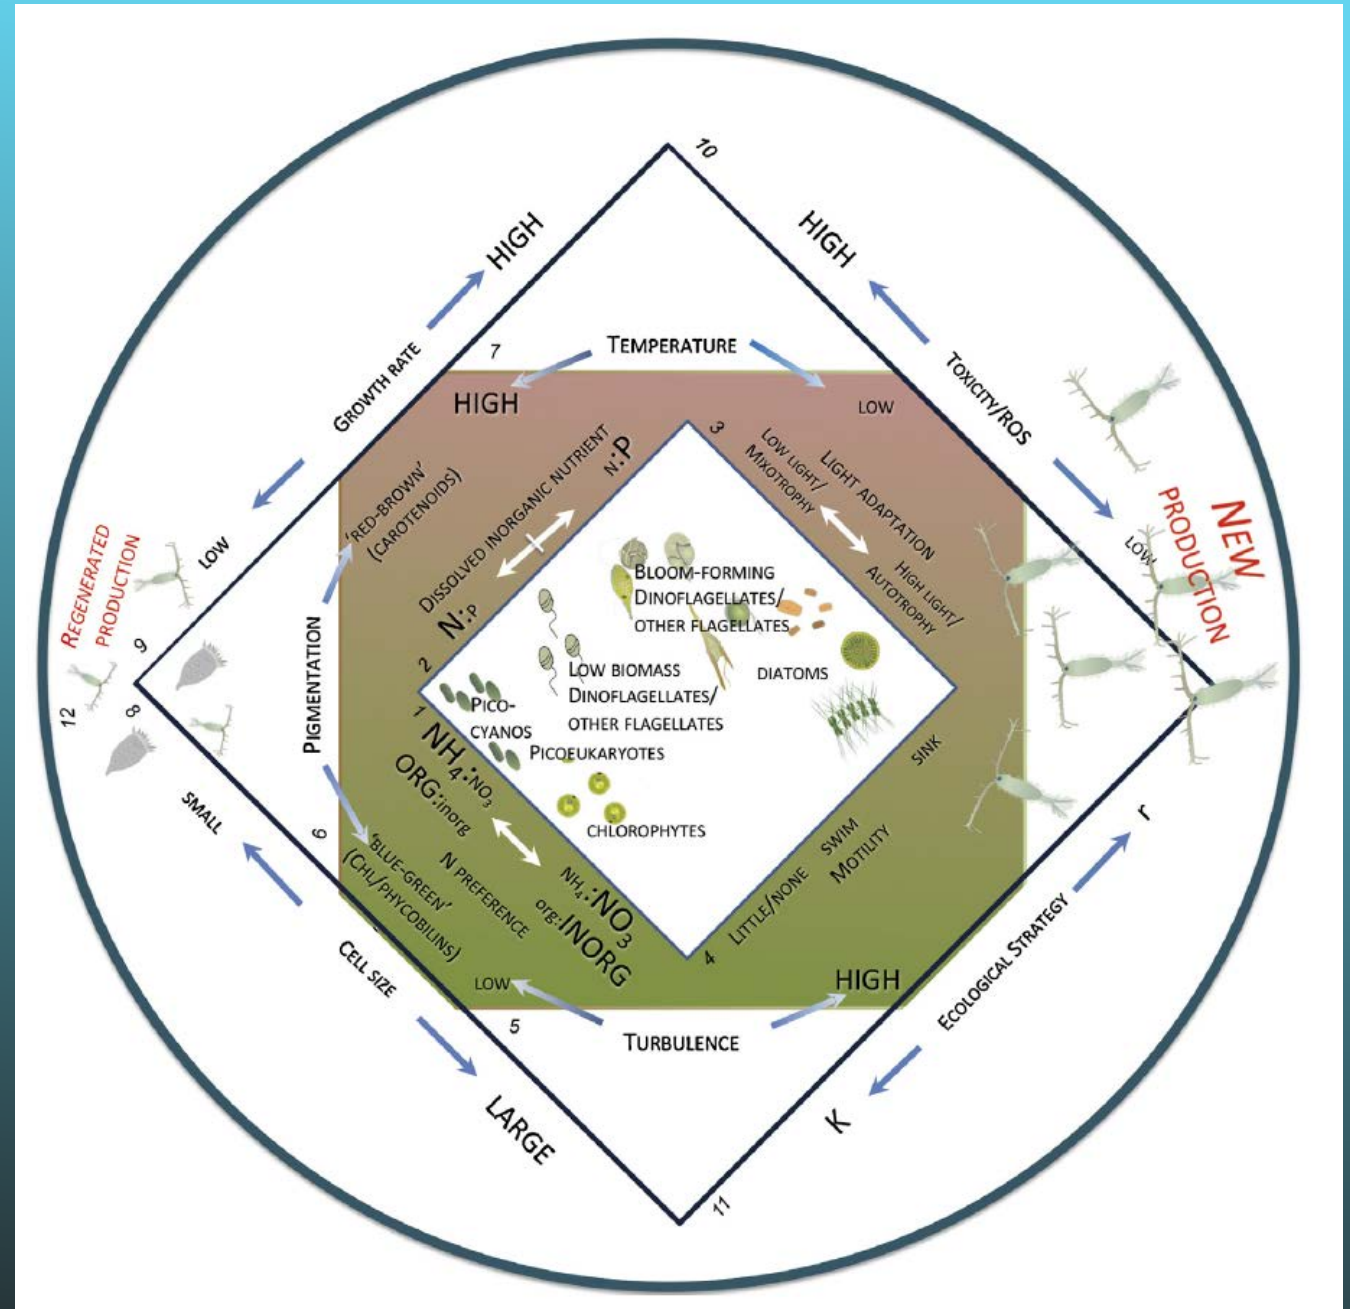 10
HIGH
HIGH
GROWTH RATE
LOW
7
TEMPERATURE
HIGH
LOW
TOXICITY/ROS
LOW
NEW
PRODUCTION
REGENERATED
PRODUCTION
12
9
8
'RED-BROWN'
(CAROTENOIDS)
PIGMENTATION
'BLUE-GREEN'
(CHL/PHYCOBILINS)
6
DISSOLVED INORGANIC NUTRIENT
N:P
N:P
3
LOW LIGHT/
MIXOTROPHY
LIGHT ADAPTATION
HIGH LIGHT/
AUTOTROPHY
2
1
BLOOM-FORMING
DINOFLAGELLATES/
OTHER FLAGELLATES
LOW BIOMASS
DINOFLAGELLATES/
OTHER FLAGELLATES
DIATOMS
PICO-
CYANOS
PICOEUKARYOTES
CHLOROPHYTES
NH4:NO3
ORG:inorg
N PREFERENCE
NH4:NO3
org:INORG
4
SINK
SWIM
MOTILITY
LITTLE/NONE
LOW
HIGH
5
TURBULENCE
SMALL
CELL SIZE
LARGE
r
ECOLOGICAL STRATEGY
K
11